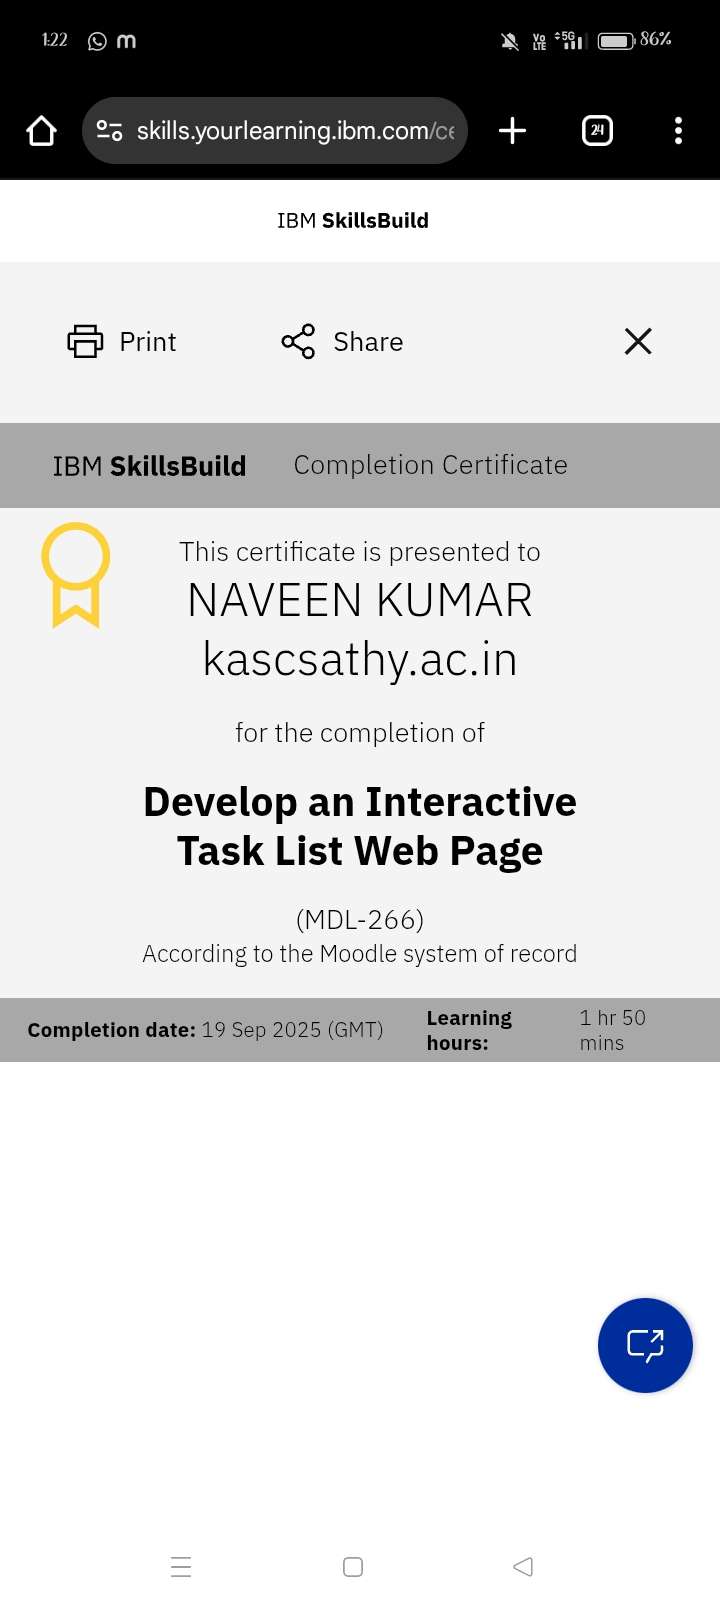 1:22
VoLTE 5G 86%
skills.yourlearning.ibm.com/ce
24
IBM SkillsBuild
Print
Share
IBM SkillsBuild Completion Certificate
This certificate is presented to
NAVEEN KUMAR
kascsathy.ac.in
for the completion of
Develop an Interactive
Task List Web Page
(MDL-266)
According to the Moodle system of record
Completion date: 19 Sep 2025 (GMT)
Learning hours: 1 hr 50 mins